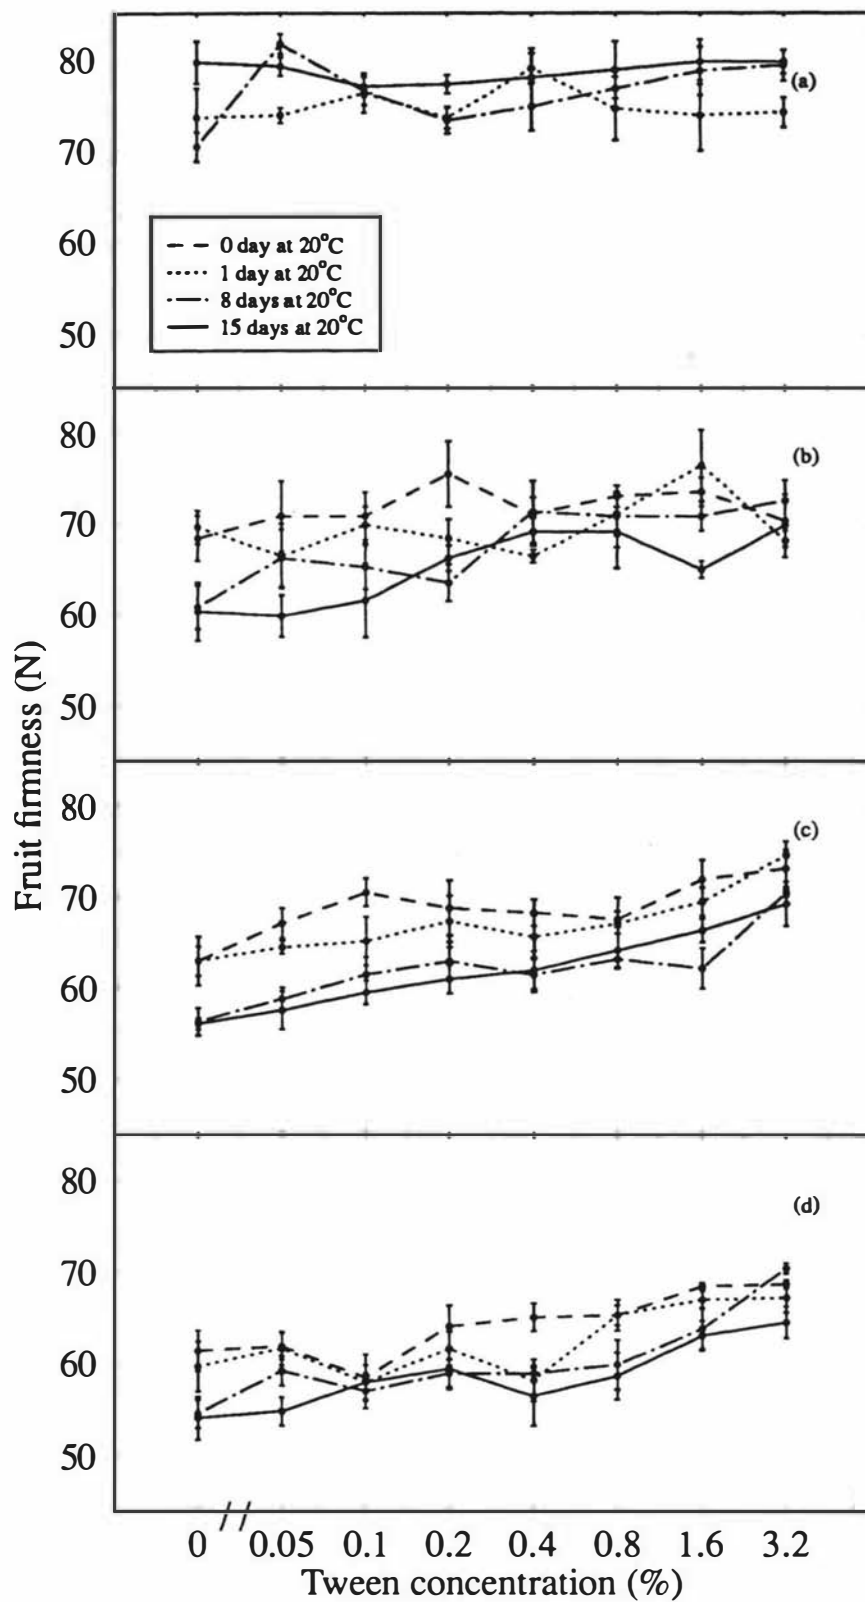 80
70
60
50
(a)
0 day at 20°C
1 day at 20°C
8 days at 20°C
15 days at 20°C
80
70
60
50
(b)
Fruit firmness (N)
80
70
60
50
(c)
80
70
60
50
(d)
0 // 0.05 0.1 0.2 0.4 0.8 1.6 3.2
Tween concentration (%)